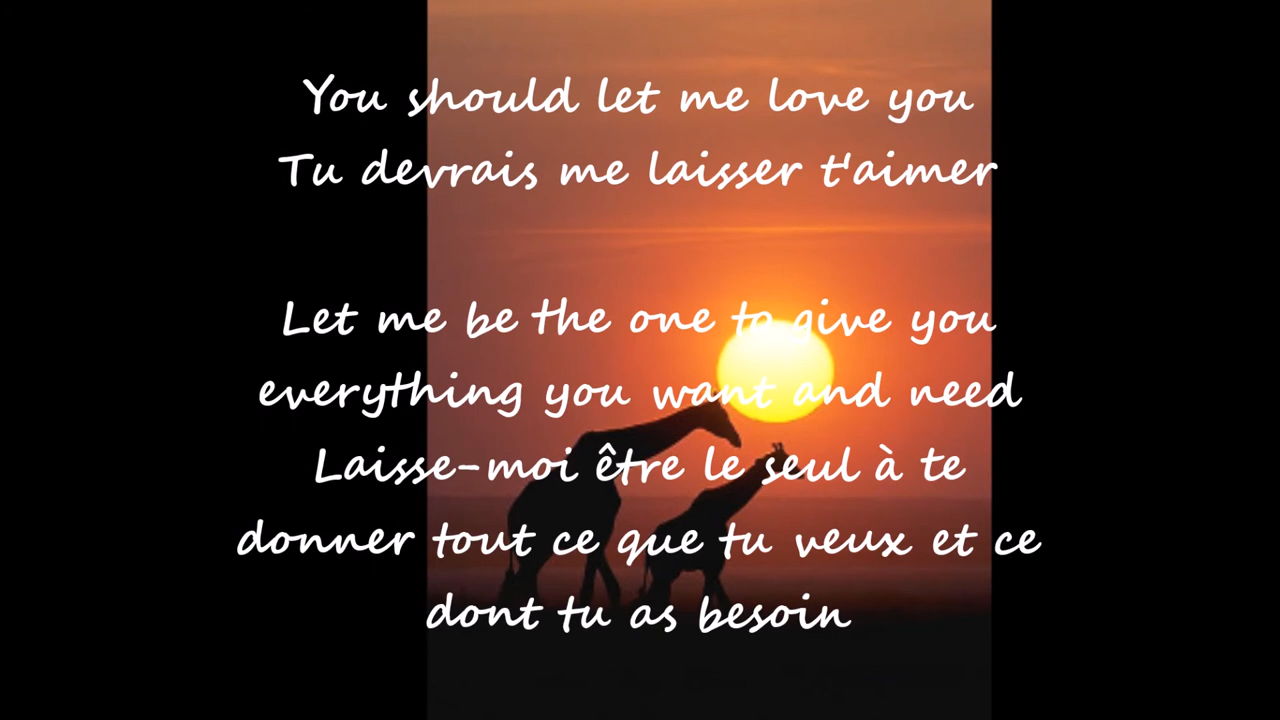 You should let me love you
Tu devrais me laisser t'aimer
Let me be the one to give you
everything you want and need
Laisse-moi être le seul à te
donner tout ce que tu veux et ce
dont tu as besoin